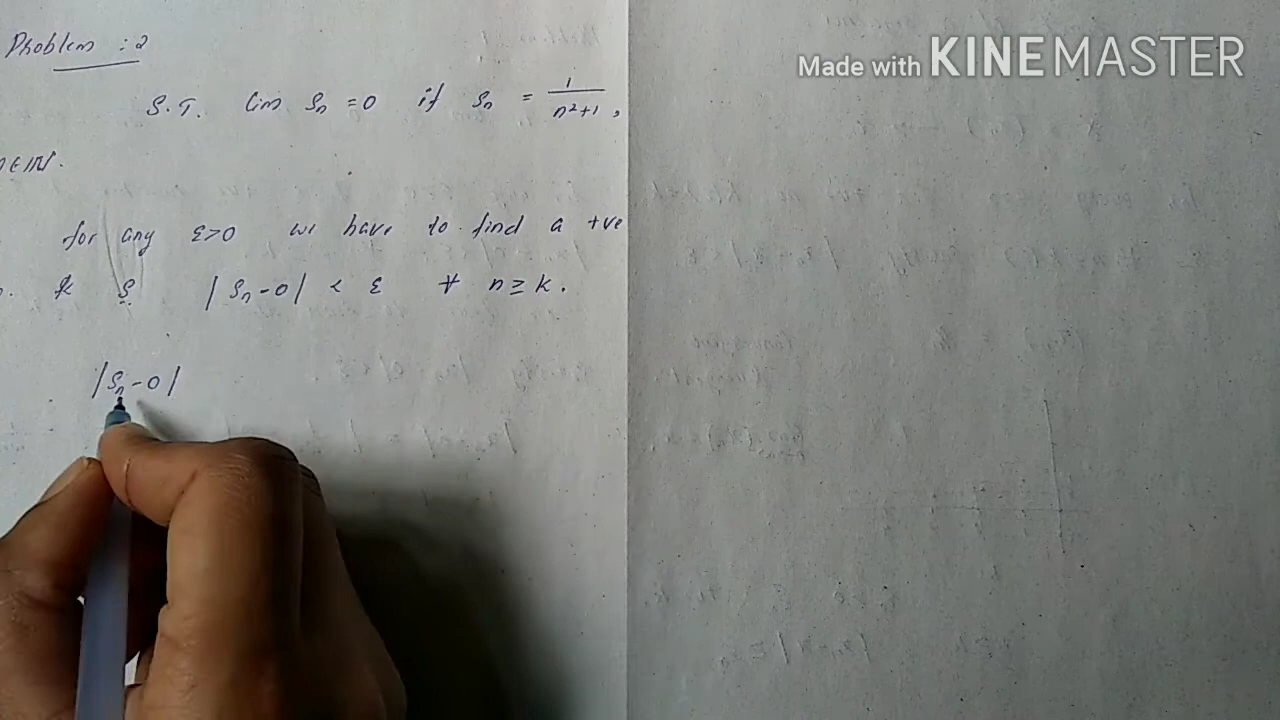 Problem : 2
Made with KINEMASTER
S.T. lim Sn = 0 if Sn = 1/(n²+1),
n∈IN.
for any ε>0 we have to find a +ve
k |Sn-0| < ε ∀ n≥k.
|Sn-0|